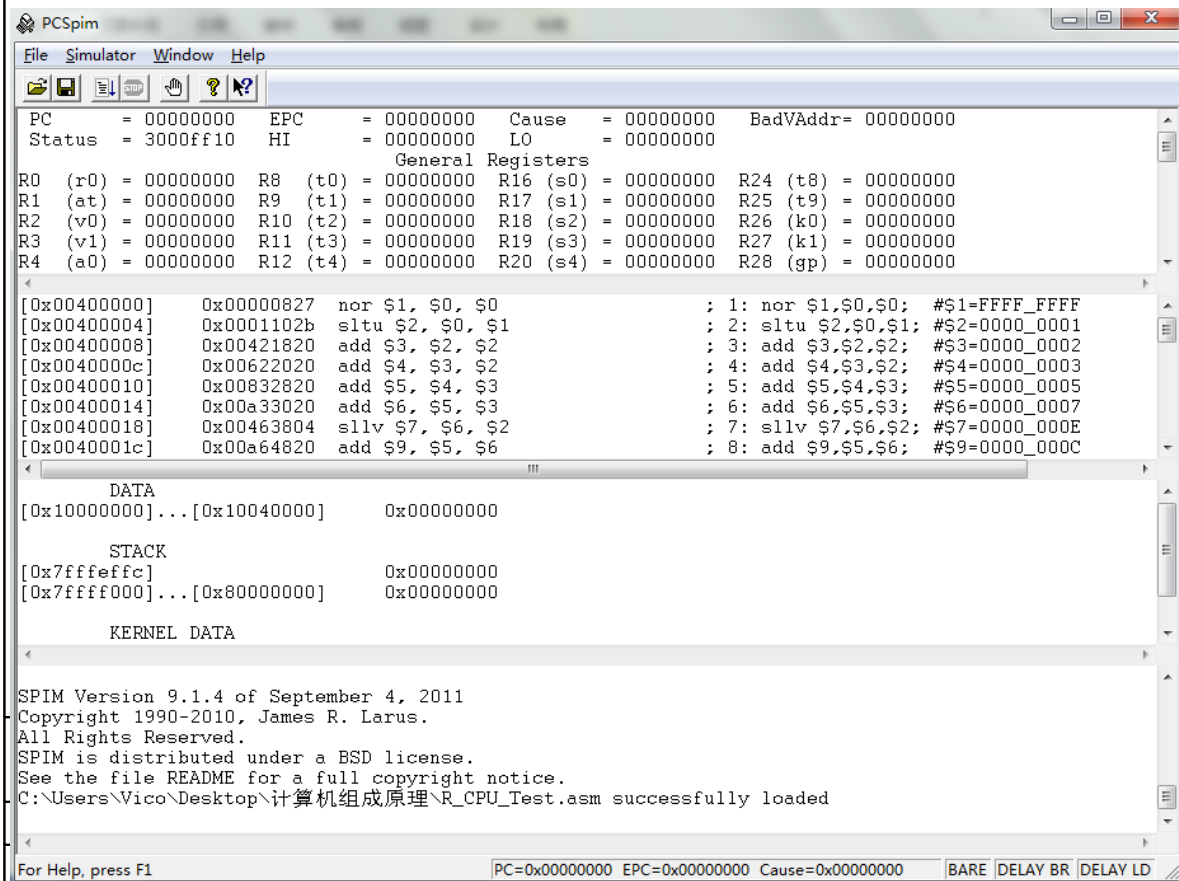 PCSpim
File Simulator Window Help
PC = 00000000 EPC = 00000000 Cause = 00000000 BadVAddr= 00000000
Status = 3000ff10 HI = 00000000 LO = 00000000
General Registers
R0 (r0) = 00000000 R8 (t0) = 00000000 R16 (s0) = 00000000 R24 (t8) = 00000000
R1 (at) = 00000000 R9 (t1) = 00000000 R17 (s1) = 00000000 R25 (t9) = 00000000
R2 (v0) = 00000000 R10 (t2) = 00000000 R18 (s2) = 00000000 R26 (k0) = 00000000
R3 (v1) = 00000000 R11 (t3) = 00000000 R19 (s3) = 00000000 R27 (k1) = 00000000
R4 (a0) = 00000000 R12 (t4) = 00000000 R20 (s4) = 00000000 R28 (gp) = 00000000
[0x00400000] 0x00000827 nor $1, $0, $0 ; 1: nor $1,$0,$0; #$1=FFFF_FFFF
[0x00400004] 0x0001102b sltu $2, $0, $1 ; 2: sltu $2,$0,$1; #$2=0000_0001
[0x00400008] 0x00421820 add $3, $2, $2 ; 3: add $3,$2,$2; #$3=0000_0002
[0x0040000c] 0x00622020 add $4, $3, $2 ; 4: add $4,$3,$2; #$4=0000_0003
[0x00400010] 0x00832820 add $5, $4, $3 ; 5: add $5,$4,$3; #$5=0000_0005
[0x00400014] 0x00a33020 add $6, $5, $3 ; 6: add $6,$5,$3; #$6=0000_0007
[0x00400018] 0x00463804 sllv $7, $6, $2 ; 7: sllv $7,$6,$2; #$7=0000_000E
[0x0040001c] 0x00a64820 add $9, $5, $6 ; 8: add $9,$5,$6; #$9=0000_000C
DATA
[0x10000000]...[0x10040000] 0x00000000
STACK
[0x7fffeffc] 0x00000000
[0x7ffff000]...[0x80000000] 0x00000000
KERNEL DATA
SPIM Version 9.1.4 of September 4, 2011
Copyright 1990-2010, James R. Larus.
All Rights Reserved.
SPIM is distributed under a BSD license.
See the file README for a full copyright notice.
C:\Users\Vico\Desktop\计算机组成原理\R_CPU_Test.asm successfully loaded
For Help, press F1 PC=0x00000000 EPC=0x00000000 Cause=0x00000000 BARE DELAY BR DELAY LD